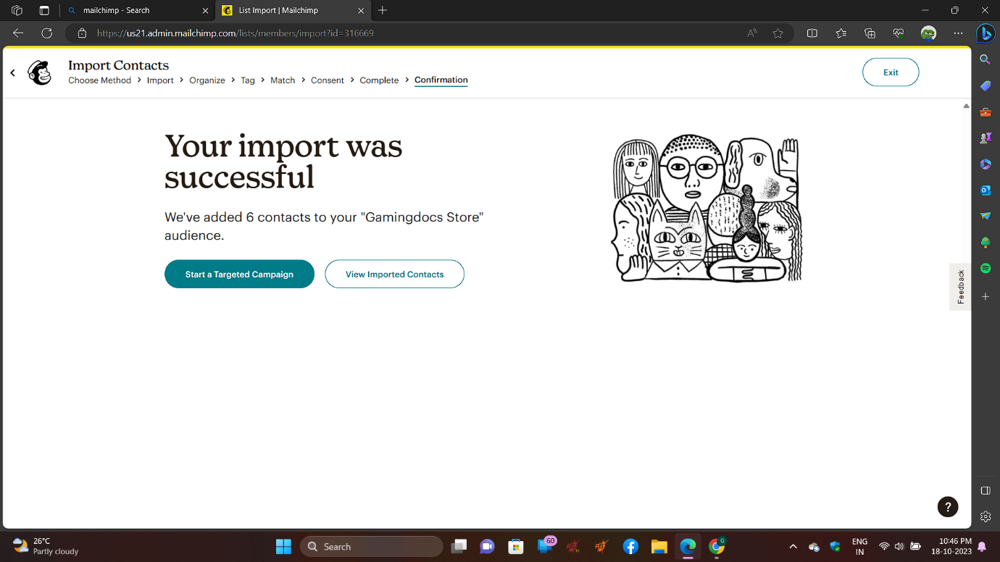 mailchimp - Search
List Import | Mailchimp
https://us21.admin.mailchimp.com/lists/members/import?id=316669
Import Contacts
Choose Method > Import > Organize > Tag > Match > Consent > Complete > Confirmation
Exit
Your import was
successful
We've added 6 contacts to your "Gamingdocs Store"
audience.
Start a Targeted Campaign
View Imported Contacts
Feedback
?
26°C
Partly cloudy
Search
60
G
ENG
IN
10:46 PM
18-10-2023